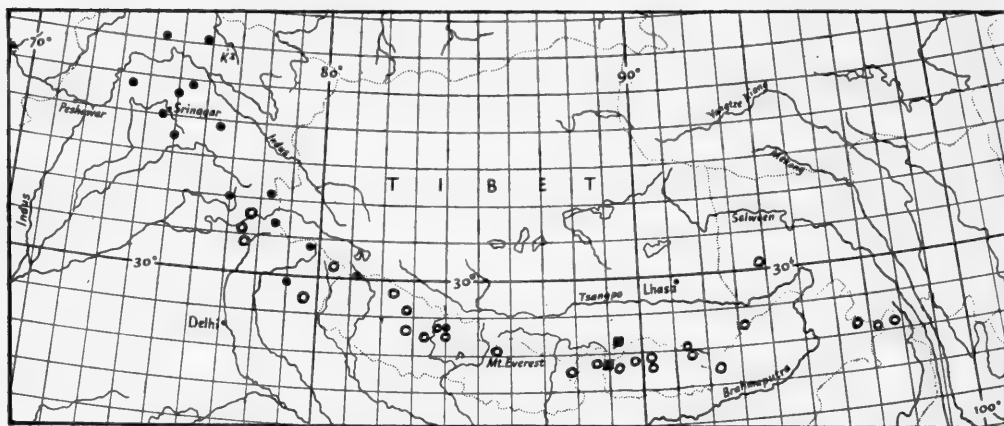 70°
K2
80°
90°
Peshawar
Srinagar
Yangtze Kiang
Indus
Mekong
T I B E T
Indus
Salween
30°
30°
30°
Lhasa
Tsangpo
Delhi
Mt. Everest
Brahmaputra
100°